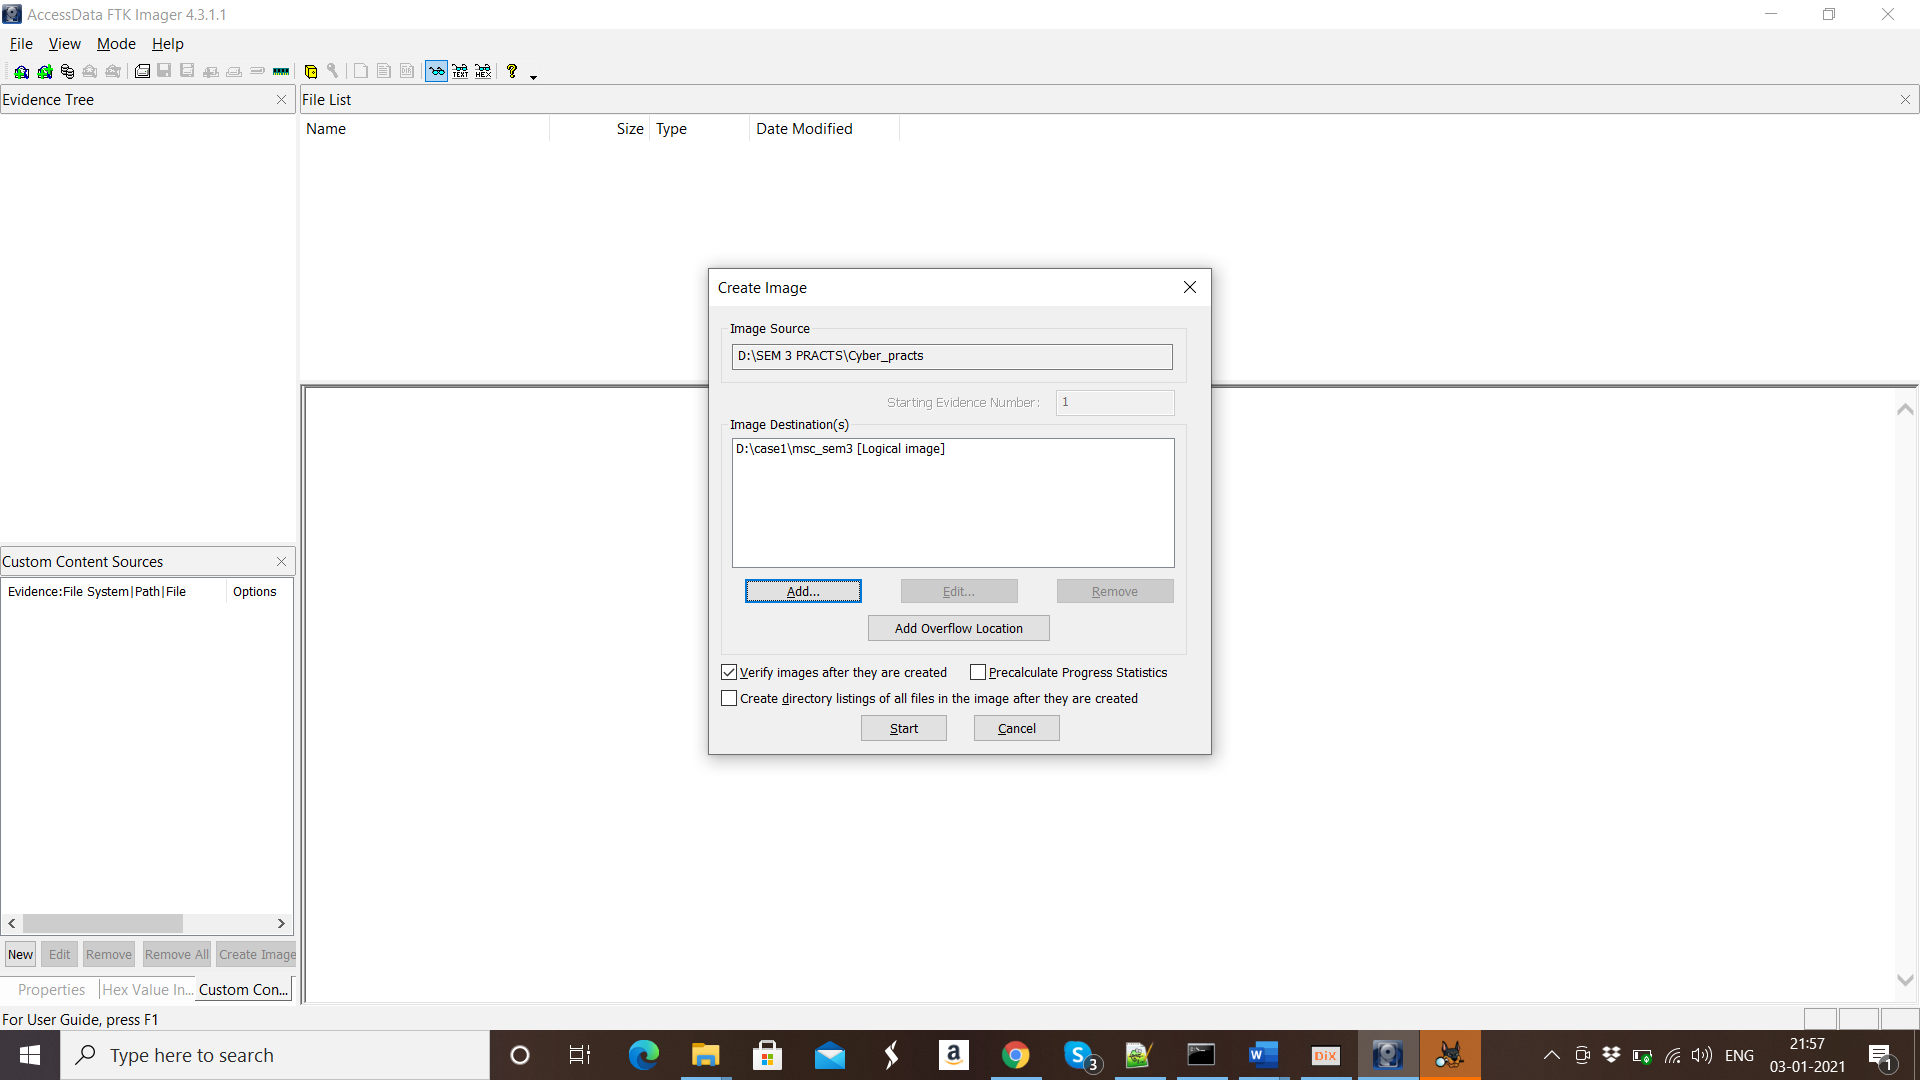 AccessData FTK Imager 4.3.1.1
File View Mode Help
TEXT HEX
Evidence Tree
File List
Name Size Type Date Modified
Create Image
Image Source
D:\SEM 3 PRACTS\Cyber_practs
Starting Evidence Number: 1
Image Destination(s)
D:\case1\msc_sem3 [Logical image]
Add... Edit... Remove
Add Overflow Location
Verify images after they are created Precalculate Progress Statistics
Create directory listings of all files in the image after they are created
Start Cancel
Custom Content Sources
Evidence:File System|Path|File Options
New Edit Remove Remove All Create Image
Properties Hex Value In... Custom Con...
For User Guide, press F1
Type here to search
a
S 3
W
DiX
ENG
21:57
03-01-2021
1